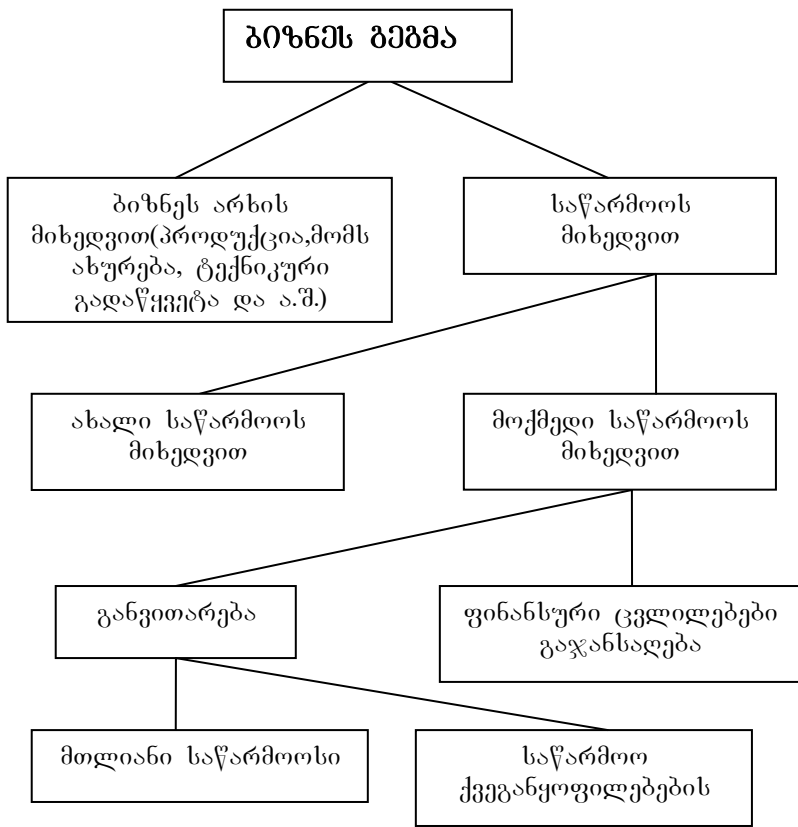 ბიზნეს გეგმა
ბიზნეს არხის
მიხედვით(პროდუქცია,მომს
ახურება, ტექნიკური
გადაწყვეტა და ა.შ.)
საწარმოოს
მიხედვით
ახალი საწარმოოს
მიხედვით
მოქმედი საწარმოოს
მიხედვით
განვითარება
ფინანსური ცვლილებები
გაჯანსაღება
მთლიანი საწარმოოსი
საწარმოო
ქვეგანყოფილებების